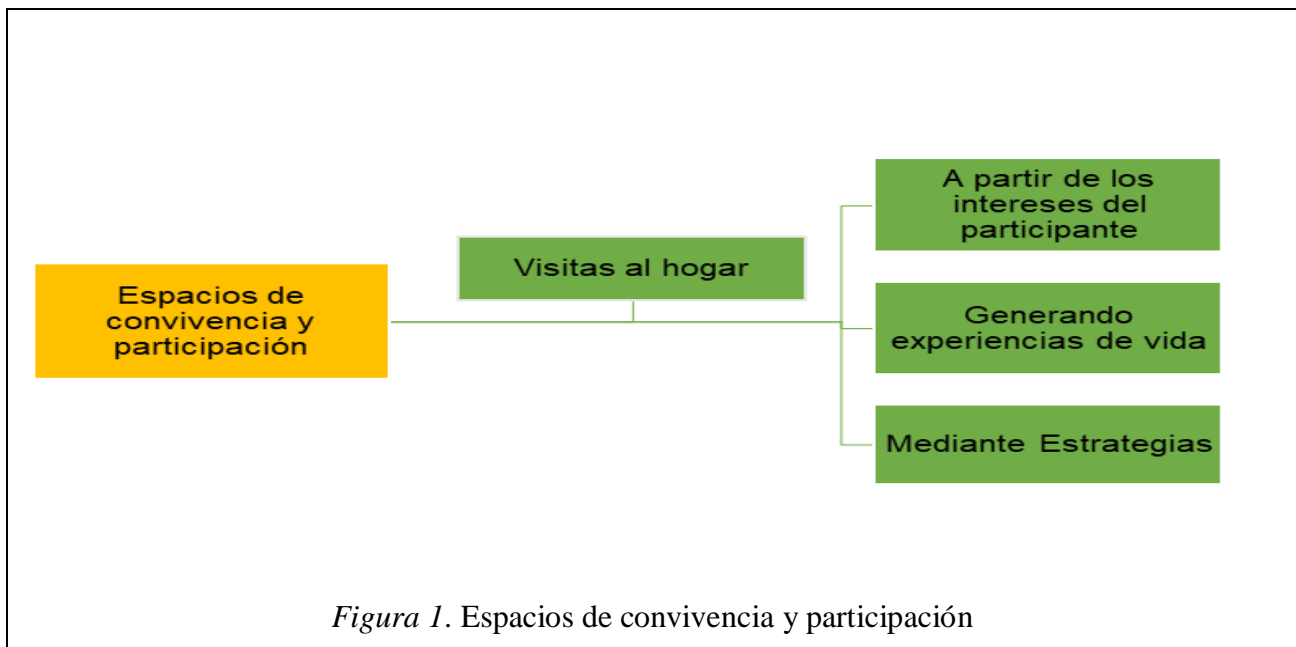 Espacios de
convivencia y
participación
Visitas al hogar
A partir de los
intereses del
participante
Generando
experiencias de vida
Mediante Estrategias
Figura 1. Espacios de convivencia y participación